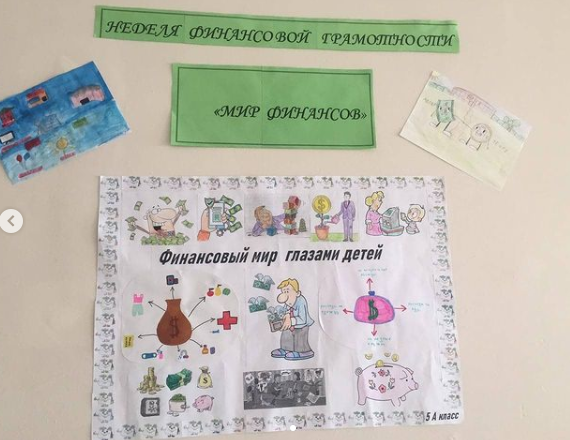 НЕДЕЛЯ ФИНАНСОВОЙ ГРАМОТНОСТИ
«МИР ФИНАНСОВ»
Финансовый мир глазами детей
5 А класс